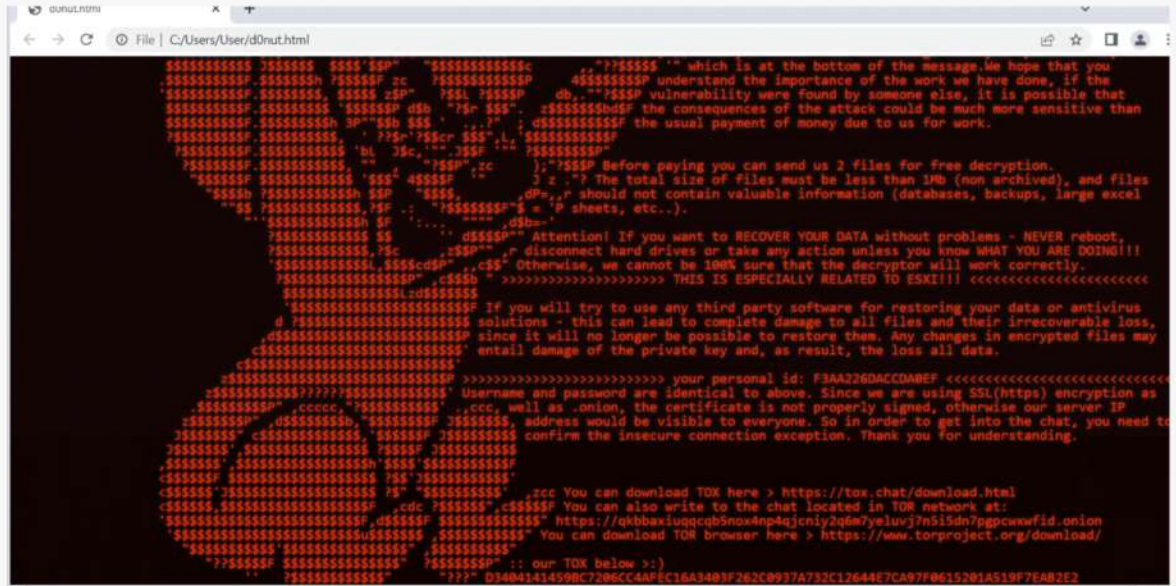 d0nut.html
File | C:/Users/User/d0nut.html
which is at the bottom of the message.We hope that you
understand the importance of the work we have done, if the
vulnerability were found by someone else, it is possible that
the consequences of the attack could be much more sensitive than
the usual payment of money due to us for work.
Before paying you can send us 2 files for free decryption.
The total size of files must be less than 1Mb (non archived), and files
should not contain valuable information (databases, backups, large excel
sheets, etc..).
Attention! If you want to RECOVER YOUR DATA without problems - NEVER reboot,
disconnect hard drives or take any action unless you know WHAT YOU ARE DOING!!!
Otherwise, we cannot be 100% sure that the decryptor will work correctly.
>>>>>>>>>>>>>>>>>>>>> THIS IS ESPECIALLY RELATED TO ESXI!!! <<<<<<<<<<<<<<<<<<<<<<<
If you will try to use any third party software for restoring your data or antivirus
solutions - this can lead to complete damage to all files and their irrecoverable loss,
since it will no longer be possible to restore them. Any changes in encrypted files may
entail damage of the private key and, as result, the loss all data.
>>>>>>>>>>>>>>>>>>>>>>>>>> your personal id: F3AA226DACCDA0EF <<<<<<<<<<<<<<<<<<<<<<<<<<<<<
Username and password are identical to above. Since we are using SSL(https) encryption as
well as .onion, the certificate is not properly signed, otherwise our server IP
address would be visible to everyone. So in order to get into the chat, you need to
confirm the insecure connection exception. Thank you for understanding.
You can download TOX here > https://tox.chat/download.html
You can also write to the chat located in TOR network at:
https://qkbbaxiuqqcqb5nox4np4qjcniy2q6m7yeluvj7n5i5dn7pgpcwxwfid.onion
You can download TOR browser here > https://www.torproject.org/download/
:: our TOX below >:)
D3404141459BC7206CC4AFEC16A3403F262C0937A732C12644E7CA97F0615201A519F7EAB2E2